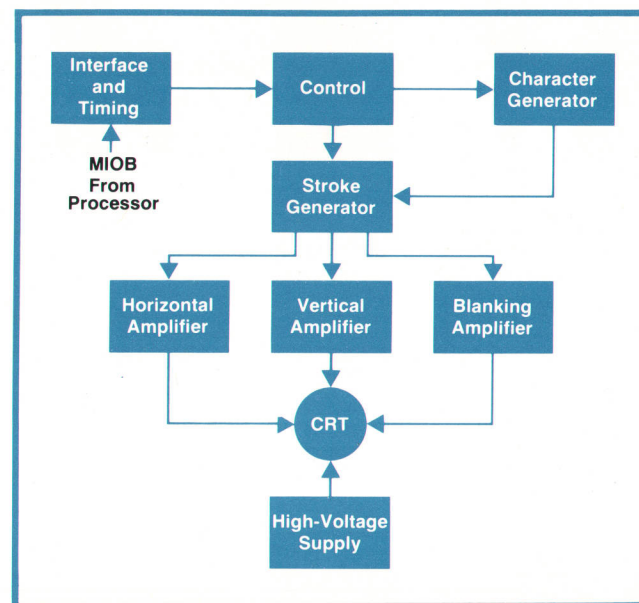 Interface
and
Timing
Control
Character
Generator
MIOB
From
Processor
Stroke
Generator
Horizontal
Amplifier
Vertical
Amplifier
Blanking
Amplifier
CRT
High-Voltage
Supply